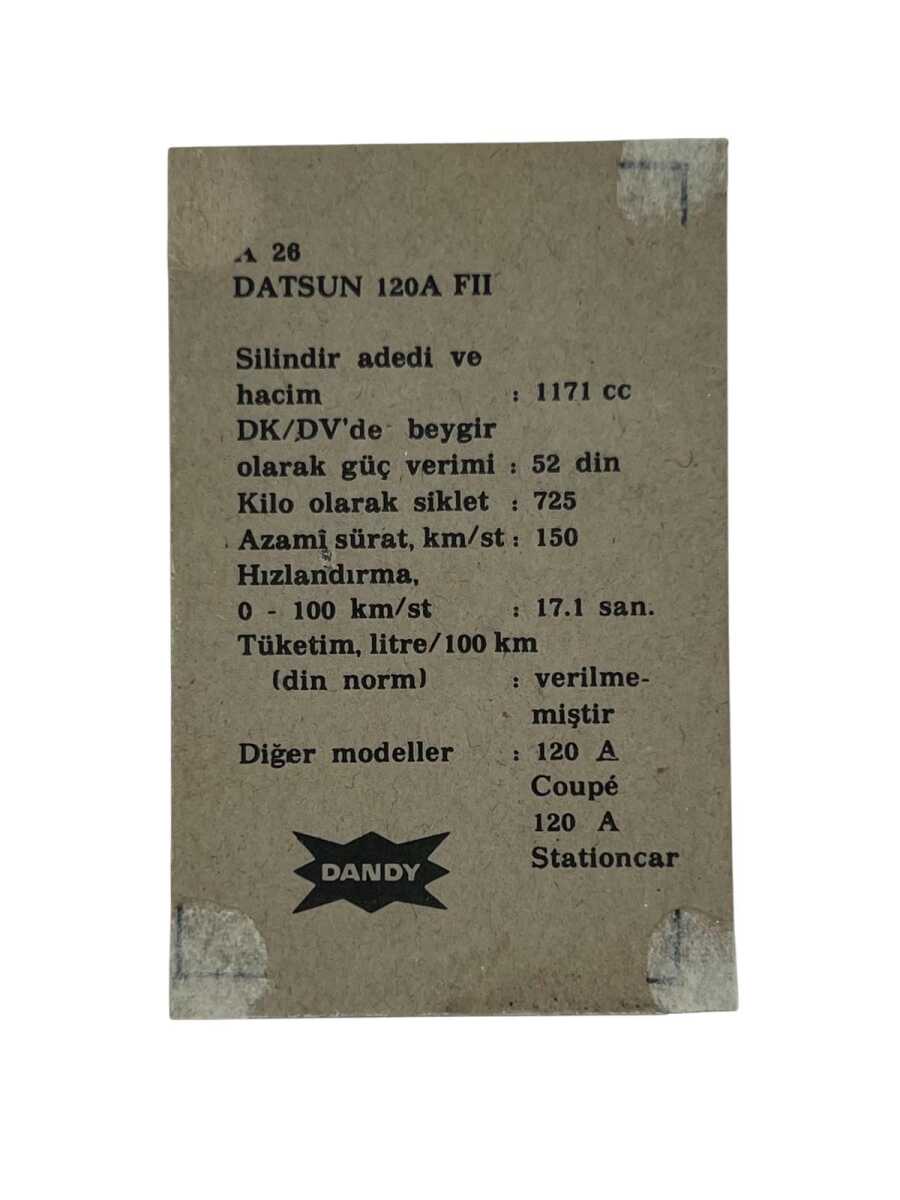 A 26
DATSUN 120A FII
Silindir adedi ve
hacim : 1171 cc
DK/DV'de beygir
olarak güç verimi : 52 din
Kilo olarak siklet : 725
Azamî sürat, km/st : 150
Hızlandırma,
0 - 100 km/st : 17.1 san.
Tüketim, litre/100 km
(din norm) : verilme-
miştir
Diğer modeller : 120 A
Coupé
120 A
Stationcar
DANDY